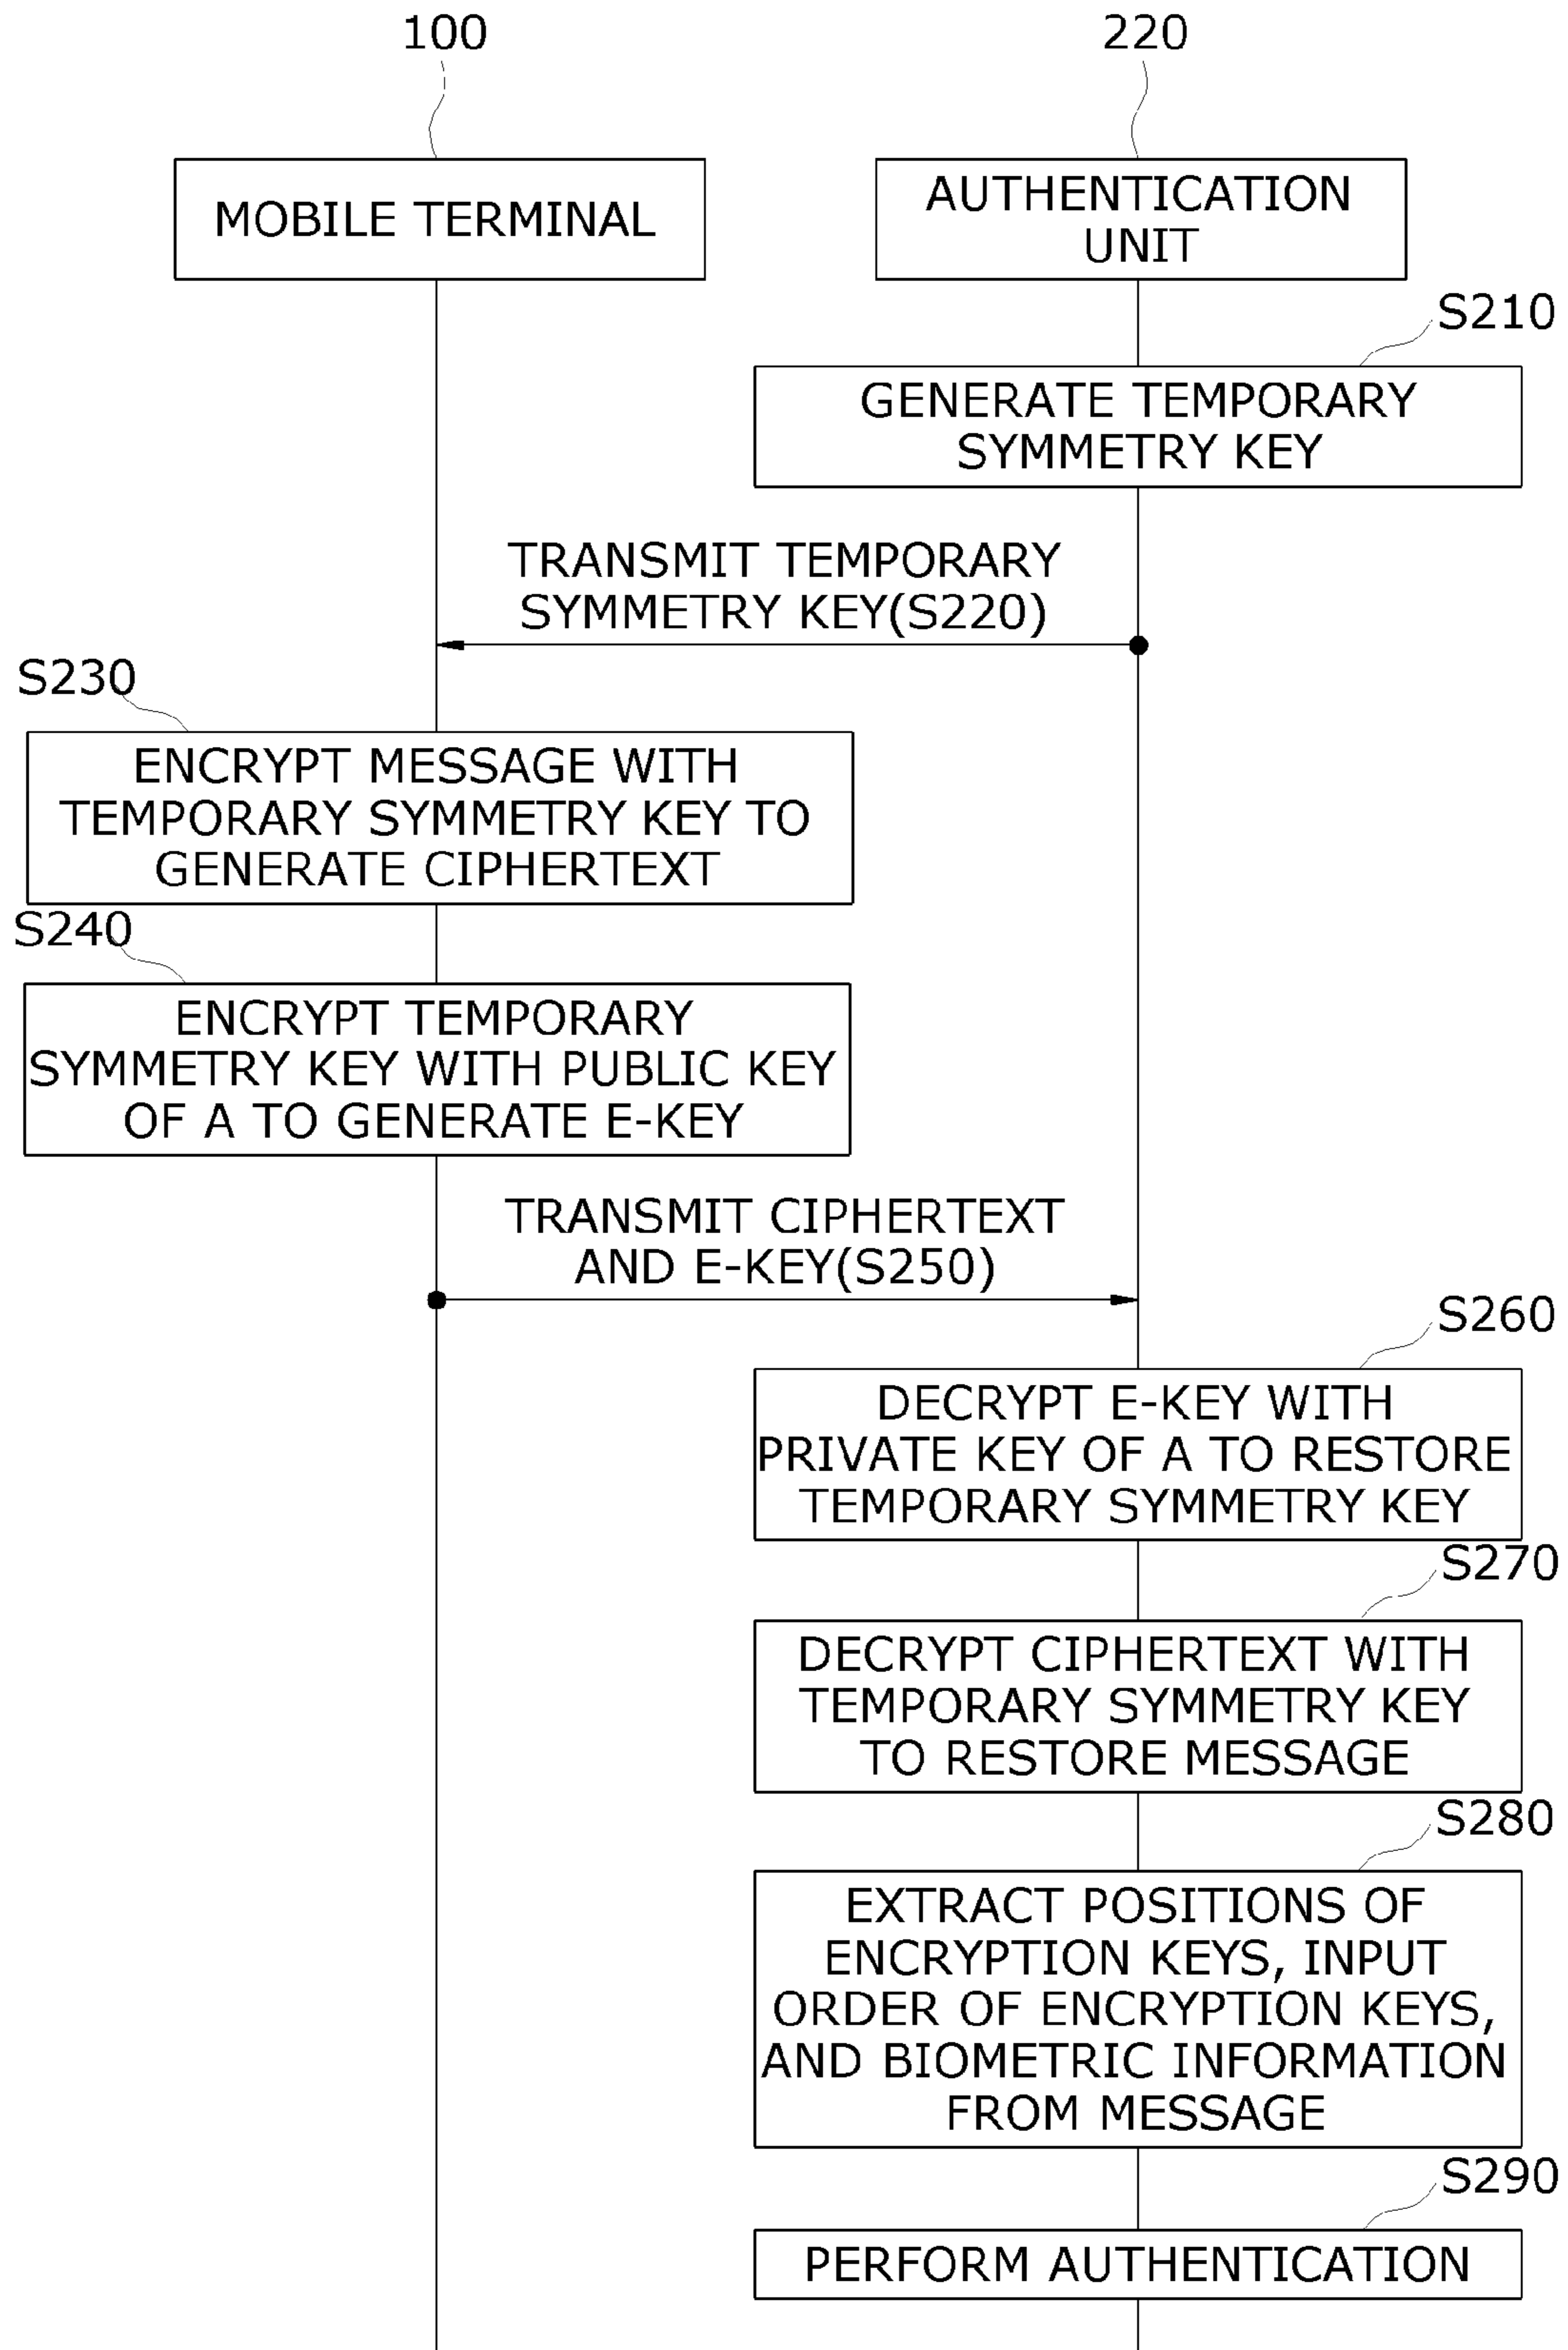 100
220
MOBILE TERMINAL
AUTHENTICATION
UNIT
S210
GENERATE TEMPORARY
SYMMETRY KEY
TRANSMIT TEMPORARY
SYMMETRY KEY(S220)
S230
ENCRYPT MESSAGE WITH
TEMPORARY SYMMETRY KEY TO
GENERATE CIPHERTEXT
S240
ENCRYPT TEMPORARY
SYMMETRY KEY WITH PUBLIC KEY
OF A TO GENERATE E-KEY
TRANSMIT CIPHERTEXT
AND E-KEY(S250)
S260
DECRYPT E-KEY WITH
PRIVATE KEY OF A TO RESTORE
TEMPORARY SYMMETRY KEY
S270
DECRYPT CIPHERTEXT WITH
TEMPORARY SYMMETRY KEY
TO RESTORE MESSAGE
S280
EXTRACT POSITIONS OF
ENCRYPTION KEYS, INPUT
ORDER OF ENCRYPTION KEYS,
AND BIOMETRIC INFORMATION
FROM MESSAGE
S290
PERFORM AUTHENTICATION